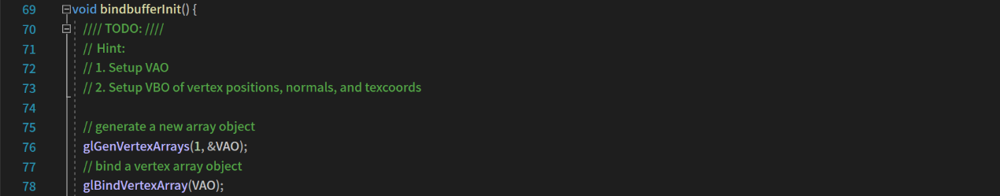 69 void bindbufferInit() {
70 //// TODO: ////
71 // Hint:
72 // 1. Setup VAO
73 // 2. Setup VBO of vertex positions, normals, and texcoords
74
75 // generate a new array object
76 glGenVertexArrays(1, &VAO);
77 // bind a vertex array object
78 glBindVertexArray(VAO);